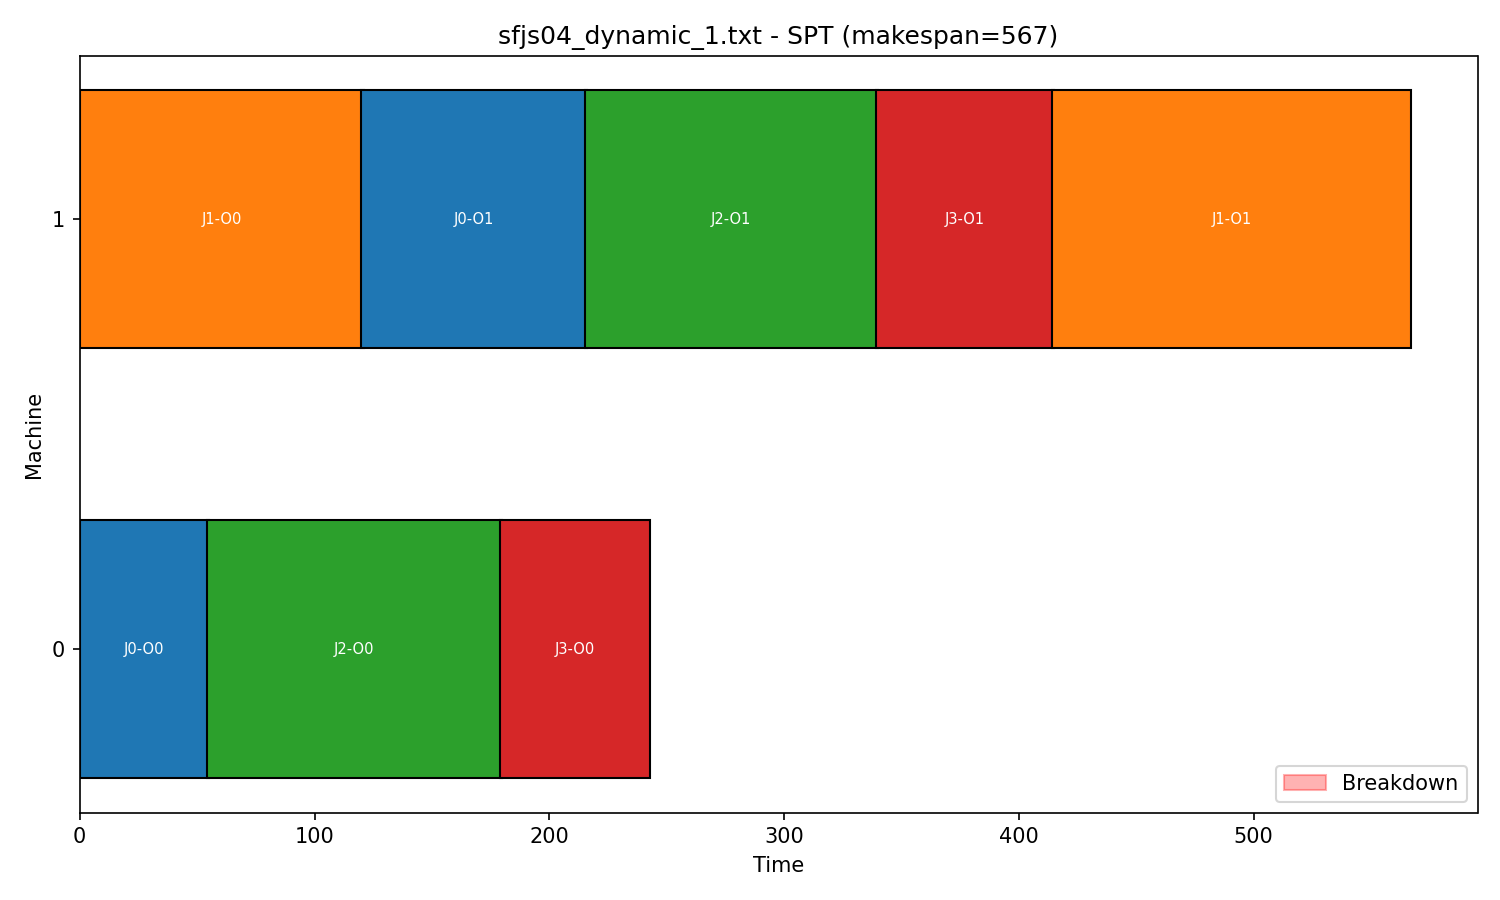 sfjs04_dynamic_1.txt - SPT (makespan=567)
Machine
1
J1-O0
J0-O1
J2-O1
J3-O1
J1-O1
0
J0-O0
J2-O0
J3-O0
Breakdown
0
100
200
300
400
500
Time